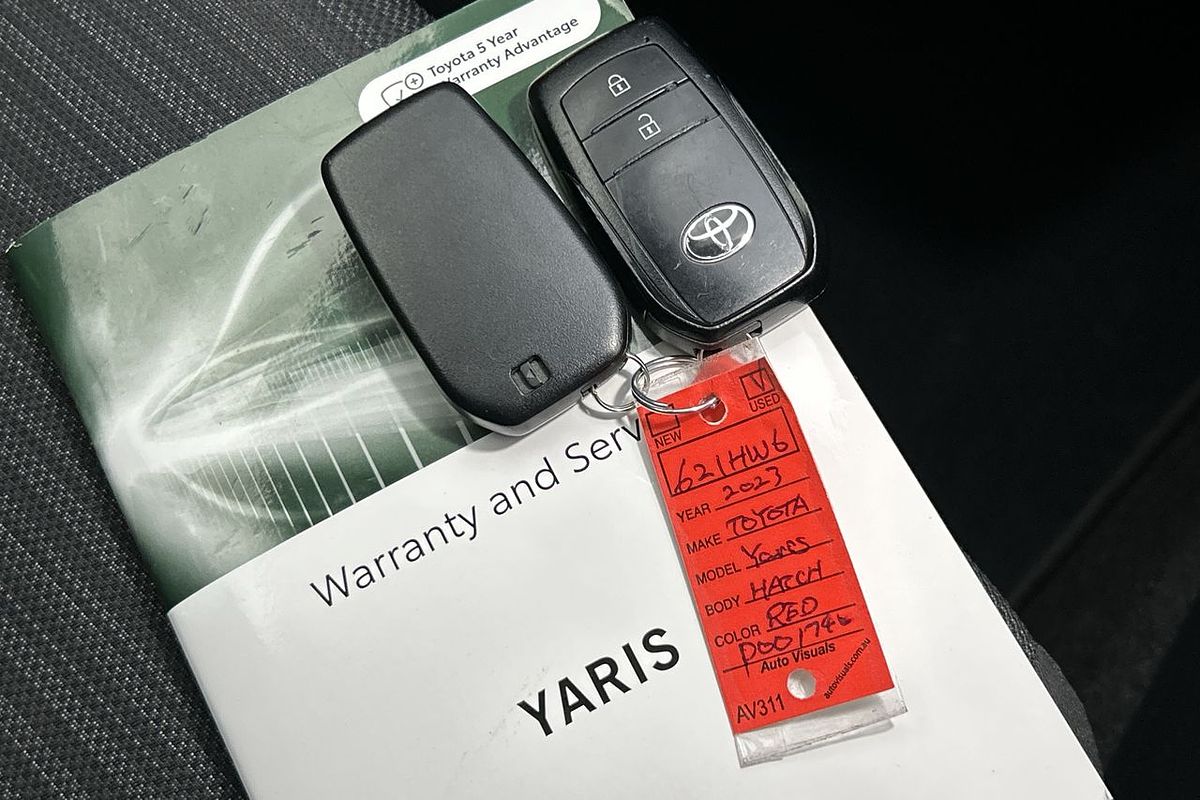 Toyota 5 Year
Warranty Advantage
Warranty and Serv
YARIS
NEW
USED
621HW6
YEAR 2023
MAKE TOYOTA
MODEL Yaris
BODY HATCH
COLOR RED
P001746
Auto Visuals
autovisuals.com.au
AV311